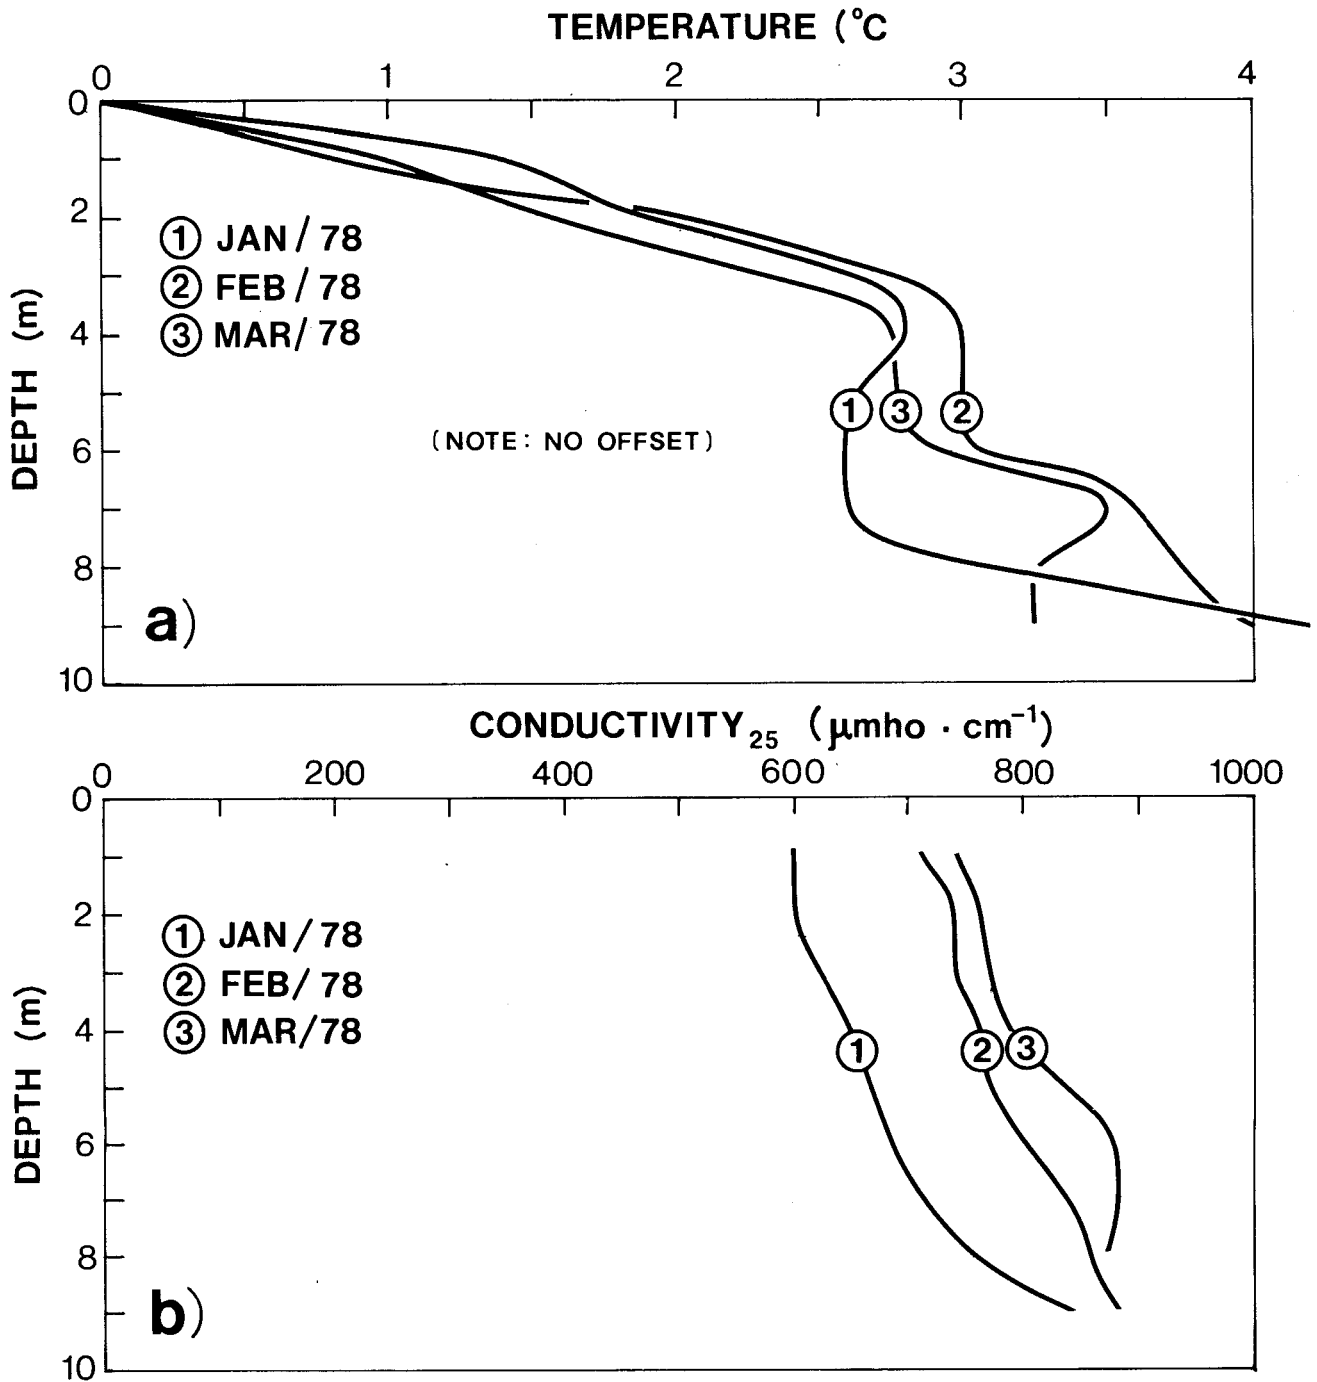 TEMPERATURE (°C
0 1 2 3 4
0
2
4
6
8
10
DEPTH (m)
① JAN/78
② FEB/78
③ MAR/78
(NOTE: NO OFFSET)
1 3 2
a)
CONDUCTIVITY₂₅ (µmho · cm⁻¹)
0 200 400 600 800 1000
0
2
4
6
8
10
DEPTH (m)
① JAN/78
② FEB/78
③ MAR/78
1 2 3
b)